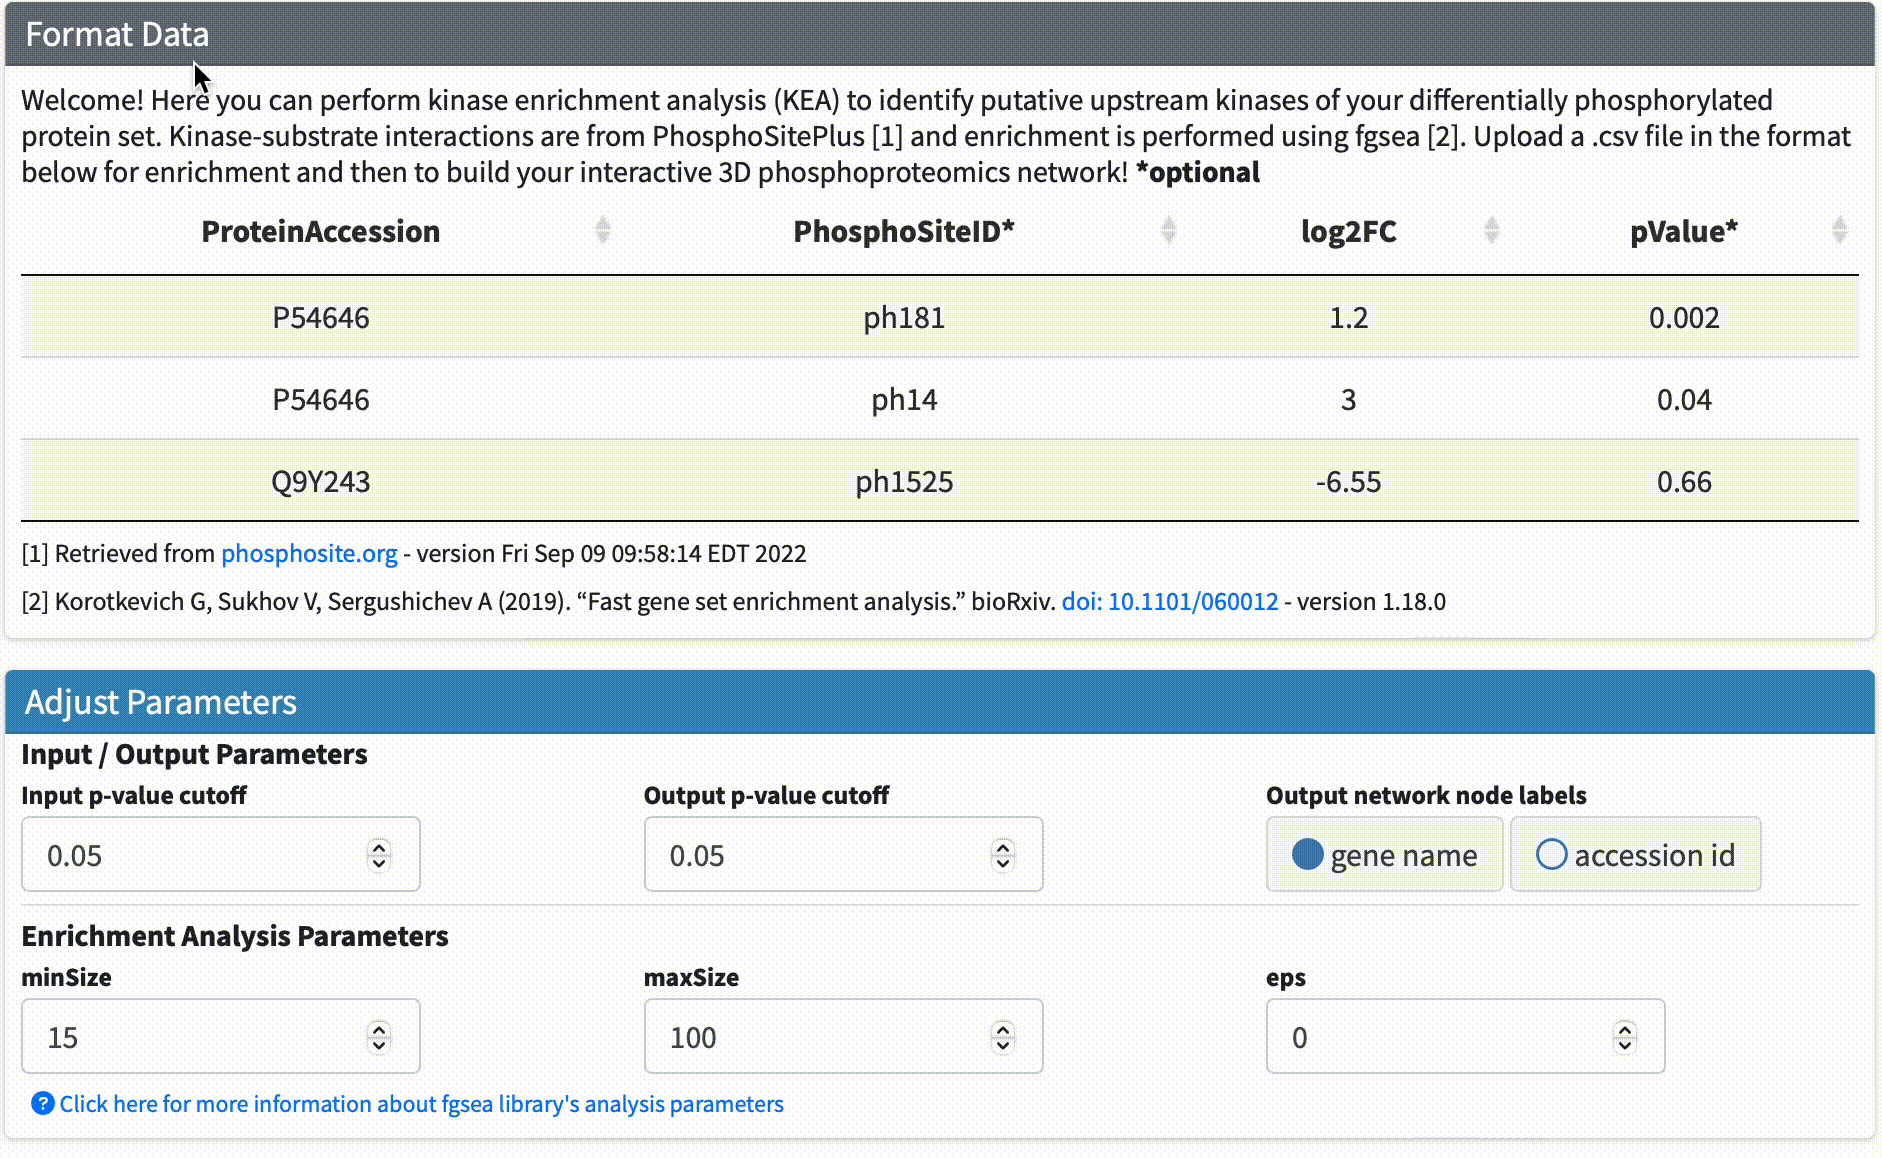 Format Data
Welcome! Here you can perform kinase enrichment analysis (KEA) to identify putative upstream kinases of your differentially phosphorylated
protein set. Kinase-substrate interactions are from PhosphoSitePlus [1] and enrichment is performed using fgsea [2]. Upload a .csv file in the format
below for enrichment and then to build your interactive 3D phosphoproteomics network! *optional
ProteinAccession PhosphoSiteID* log2FC pValue*
P54646 ph181 1.2 0.002
P54646 ph14 3 0.04
Q9Y243 ph1525 -6.55 0.66
[1] Retrieved from phosphosite.org - version Fri Sep 09 09:58:14 EDT 2022
[2] Korotkevich G, Sukhov V, Sergushichev A (2019). “Fast gene set enrichment analysis.” bioRxiv. doi: 10.1101/060012 - version 1.18.0
Adjust Parameters
Input / Output Parameters
Input p-value cutoff Output p-value cutoff Output network node labels
0.05 0.05 gene name accession id
Enrichment Analysis Parameters
minSize maxSize eps
15 100 0
? Click here for more information about fgsea library's analysis parameters